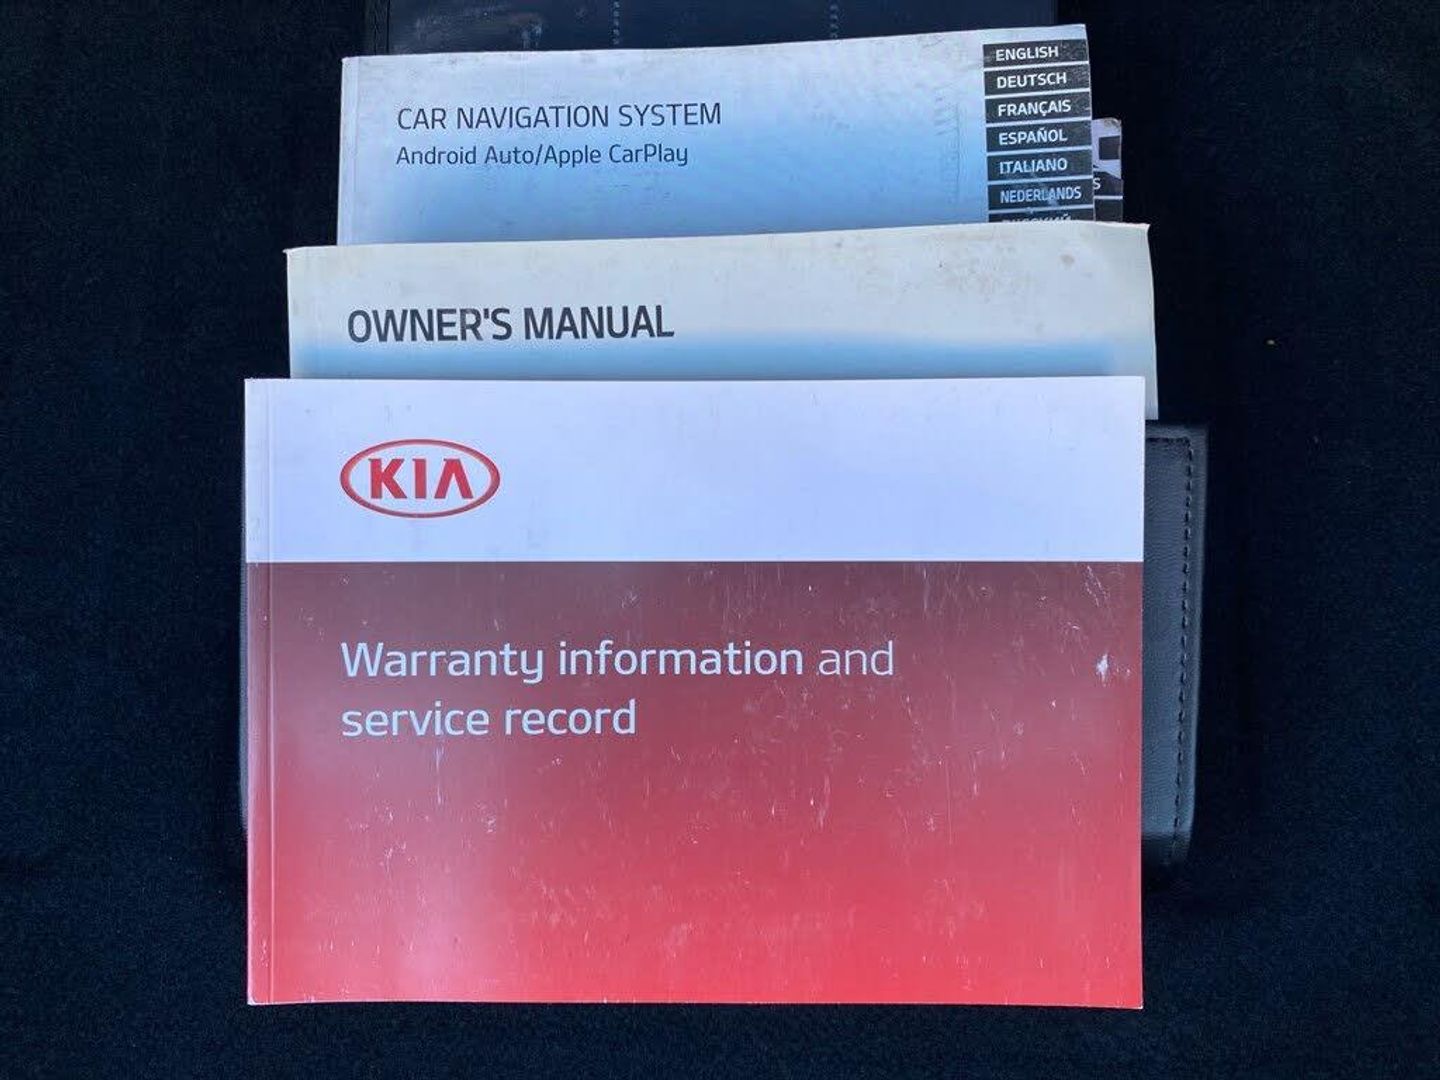 CAR NAVIGATION SYSTEM
Android Auto/Apple CarPlay
ENGLISH
DEUTSCH
FRANÇAIS
ESPAÑOL
ITALIANO
NEDERLANDS
OWNER'S MANUAL
KIA
Warranty information and
service record